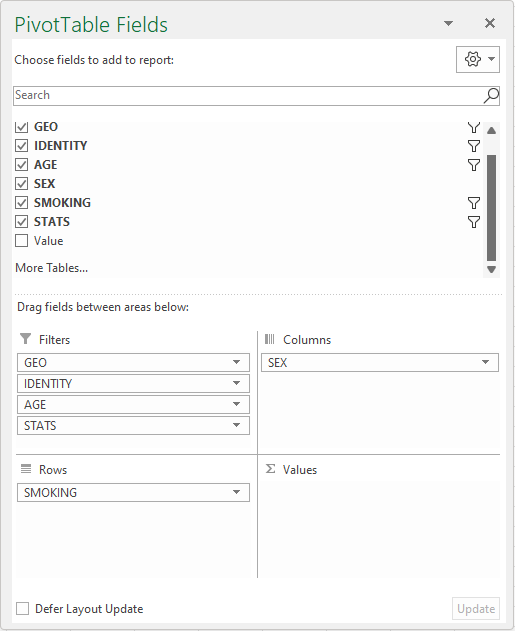 PivotTable Fields
Choose fields to add to report:
Search
GEO
IDENTITY
AGE
SEX
SMOKING
STATS
Value
More Tables...
Drag fields between areas below:
Filters
GEO
IDENTITY
AGE
STATS
Columns
SEX
Rows
SMOKING
Σ Values
Defer Layout Update
Update